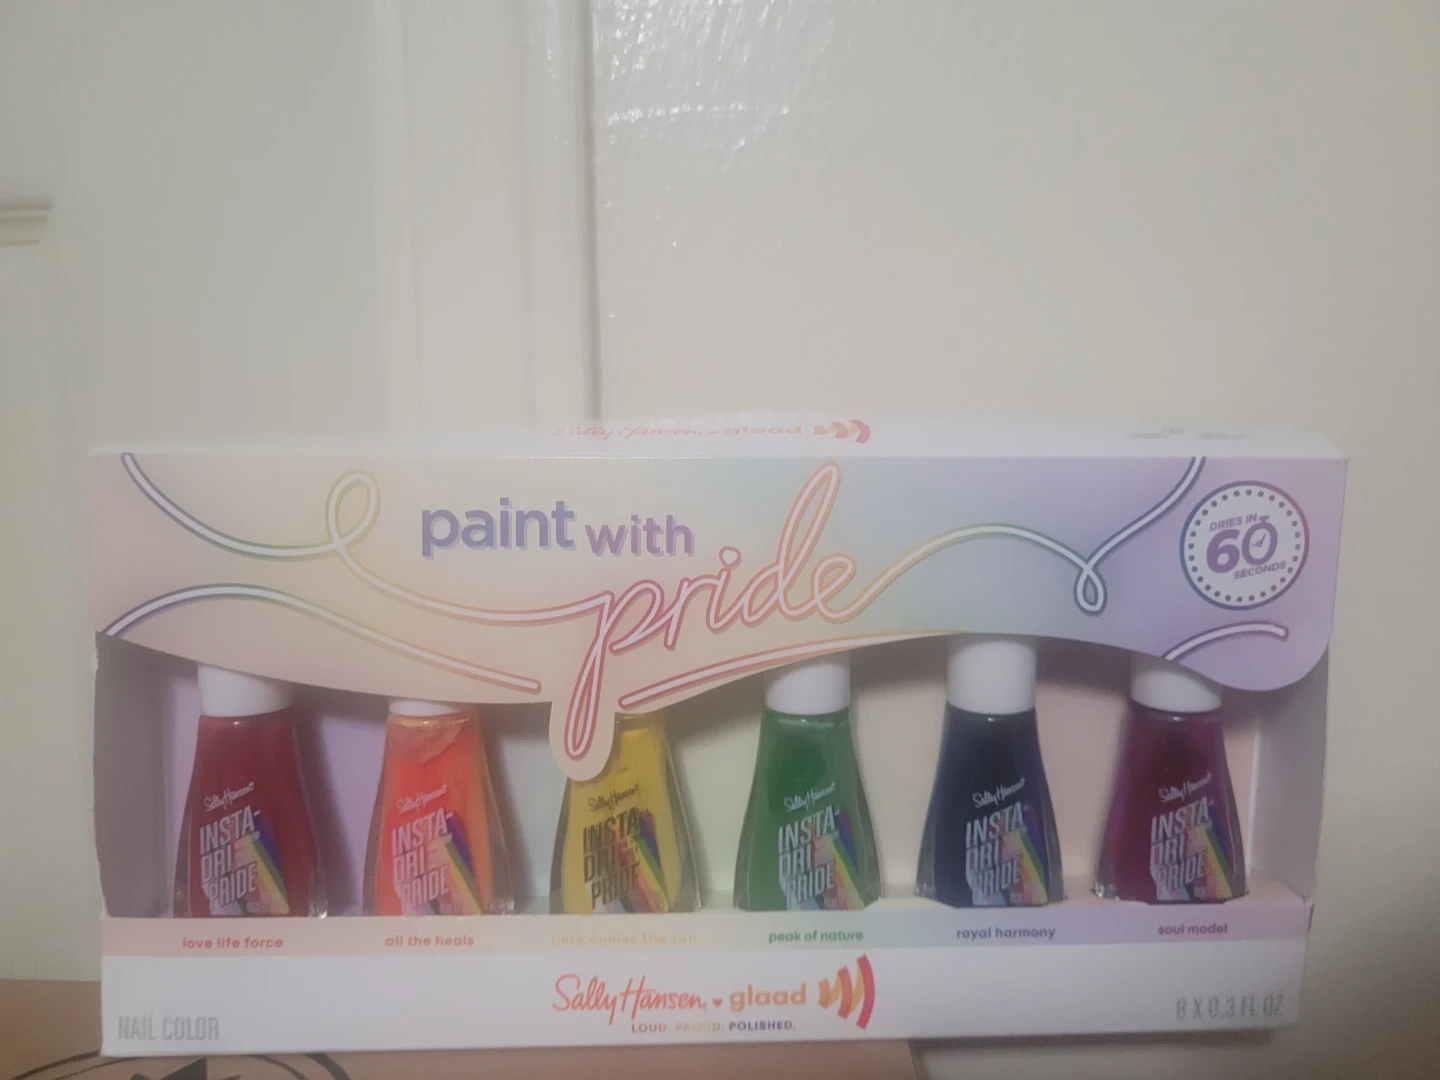 Sally Hansen glaad
paint with
pride
DRIES IN
60
SECONDS
Sally Hansen
INSTA-
DRI
PRIDE
Sally Hansen
INSTA-
DRI
PRIDE
Sally Hansen
INSTA-
DRI
PRIDE
Sally Hansen
INSTA-
DRI
PRIDE
Sally Hansen
INSTA-
DRI
PRIDE
Sally Hansen
INSTA-
DRI
PRIDE
love life force
all the heals
here comes the sun
peak of nature
royal harmony
soul model
Sally Hansen ♥ glaad
LOUD. PROUD. POLISHED.
NAIL COLOR
6 X 0.3 FL OZ